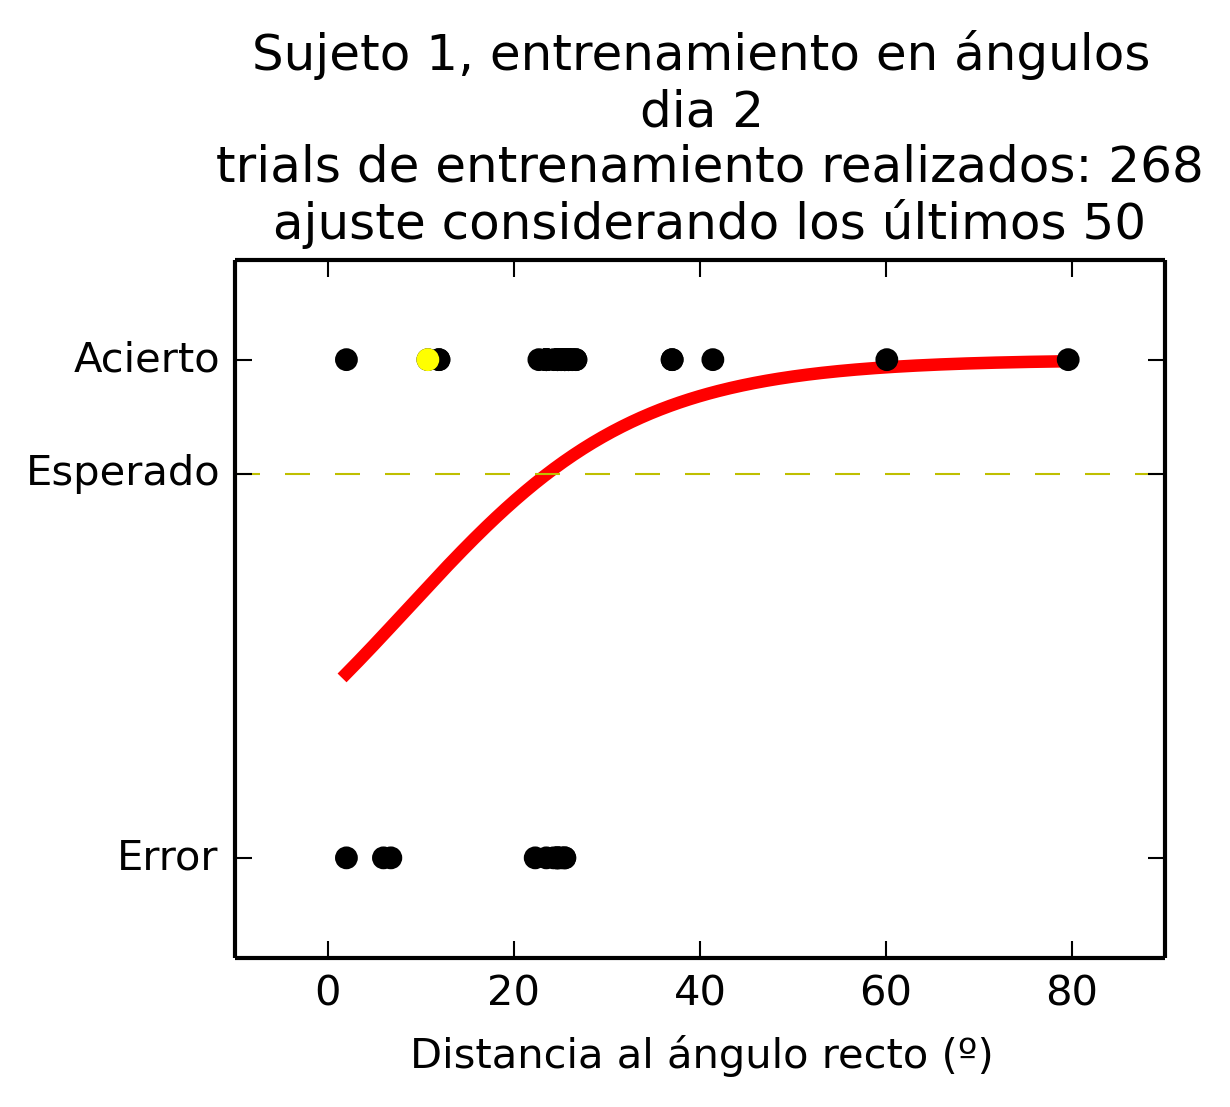 Sujeto 1, entrenamiento en ángulos
dia 2
trials de entrenamiento realizados: 268
ajuste considerando los últimos 50
Acierto
Esperado
Error
0 20 40 60 80
Distancia al ángulo recto (º)